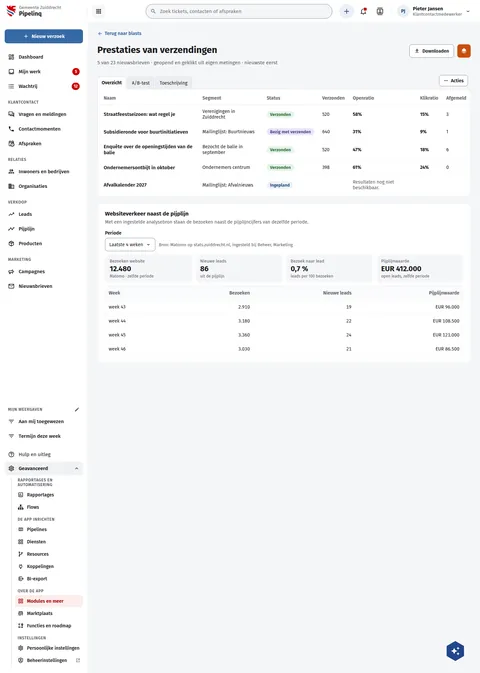 Gemeente Zuiddrecht
Pipelinq
Zoek tickets, contacten of afspraken
PJ
Pieter Jansen
Klantcontactmedewerker
+ Nieuw verzoek
Dashboard
Mijn werk
Wachtrij
KLANTCONTACT
Vragen en meldingen
Contactmomenten
Afspraken
RELATIES
Inwoners en bedrijven
Organisaties
VERKOOP
Leads
Pijplijn
Producten
MARKETING
Campagnes
Nieuwsbrieven
MIJN WEERGAVEN
Aan mij toegewezen
Termijn deze week
Hulp en uitleg
Geavanceerd
RAPPORTAGES EN
AUTOMATISERING
Rapportages
Flows
DE APP INRICHTEN
Pipelines
Diensten
Resources
Koppelingen
BI-export
OVER DE APP
Modules en meer
Marktplaats
Functies en roadmap
INSTELLINGEN
Persoonlijke instellingen
Beheerinstellingen
← Terug naar blasts
Prestaties van verzendingen
5 van 23 nieuwsbrieven · geopend en geklikt uit eigen metingen · nieuwste eerst
Downloaden
Overzicht
A/B-test
Toeschrijving
Acties
Naam Segment Status Verzonden Openratio Klikratio Afgemeld
Straatfeestseizoen: wat regel je Verenigingen in Zuiddrecht Verzonden 520 58% 15% 3
Subsidieronde voor buurtinitiatieven Mailinglijst: Buurtnieuws Bezig met verzenden 640 31% 9% 1
Enquête over de openingstijden van de balie Bezocht de balie in september Verzonden 520 47% 18% 6
Ondernemersontbijt in oktober Ondernemers centrum Verzonden 398 61% 24% 0
Afvalkalender 2027 Mailinglijst: Afvalnieuws Ingepland Resultaten nog niet beschikbaar.
Websiteverkeer naast de pijplijn
Met een ingestelde analysebron staan de bezoeken naast de pijplijncijfers van dezelfde periode.
Periode
Laatste 4 weken
Bron: Matomo op stats.zuiddrecht.nl, ingesteld bij Beheer, Marketing
Bezoeken website
12.480
Matomo · zelfde periode
Nieuwe leads
86
uit de pijplijn
Bezoek naar lead
0,7 %
leads per 100 bezoeken
Pijplijnwaarde
EUR 412.000
open leads, zelfde periode
Week Bezoeken Nieuwe leads Pijplijnwaarde
week 43 2.910 19 EUR 96.000
week 44 3.180 22 EUR 108.500
week 45 3.360 24 EUR 121.000
week 46 3.030 21 EUR 86.500